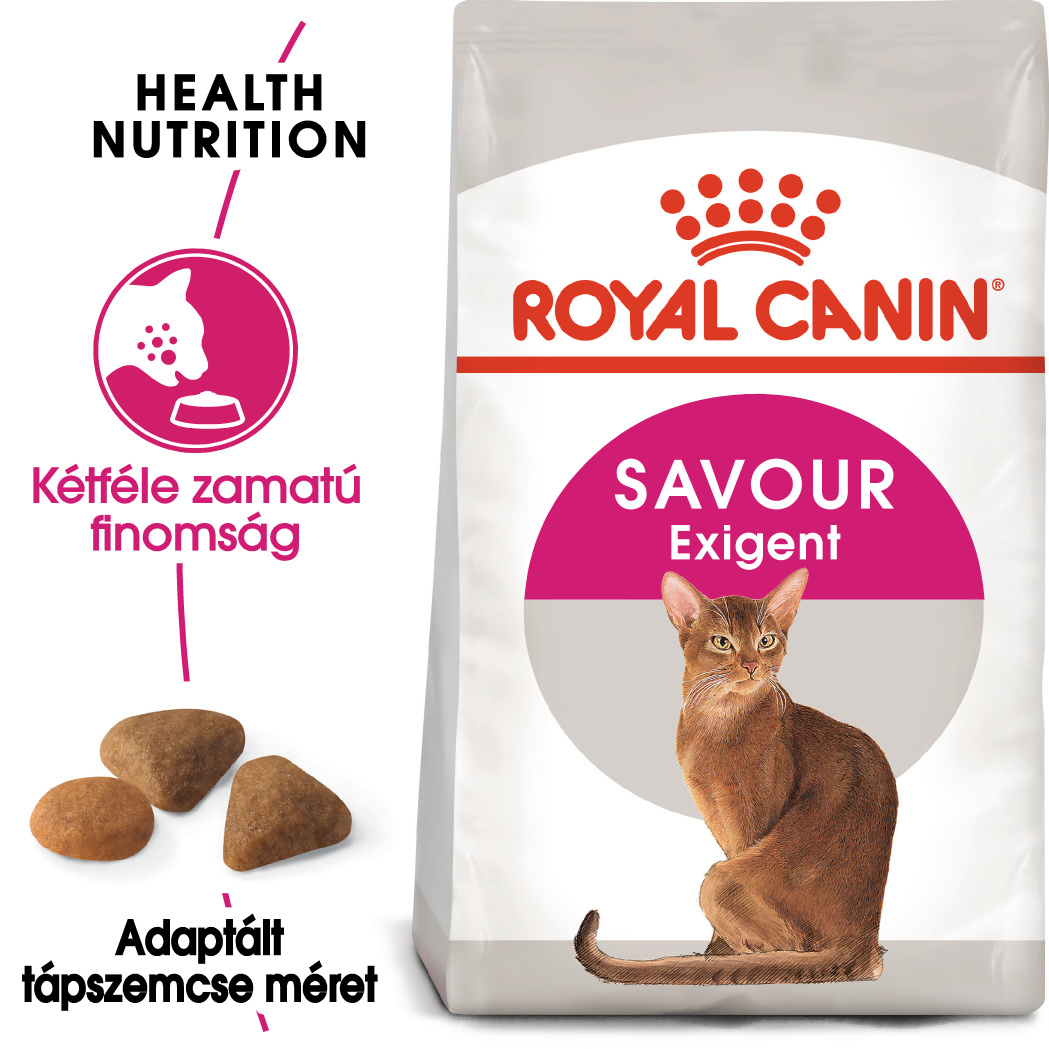 HEALTH
NUTRITION
Kétféle zamatú
finomság
Adaptált
tápszemcse méret
ROYAL CANIN®
SAVOUR
Exigent